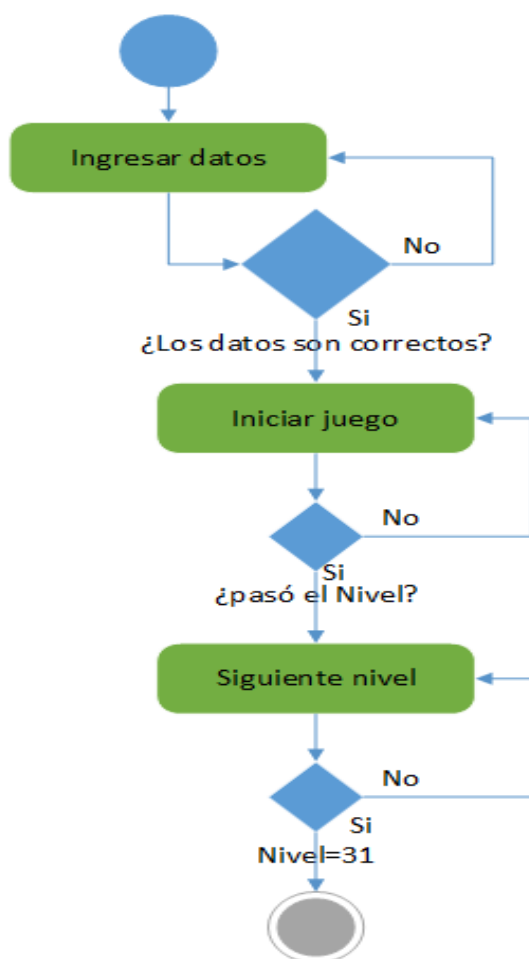 Ingresar datos
No
Si
¿Los datos son correctos?
Iniciar juego
No
Si
¿pasó el Nivel?
Siguiente nivel
No
Si
Nivel=31